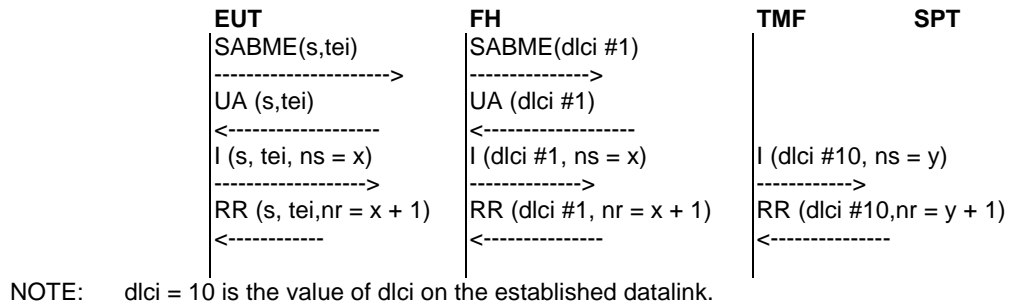 EUT FH TMF SPT
SABME(s,tei) SABME(dlci #1)
----------------------> --------------->
UA (s,tei) UA (dlci #1)
<------------------- <-------------------
I (s, tei, ns = x) I (dlci #1, ns = x) I (dlci #10, ns = y)
-------------------> --------------> ------------>
RR (s, tei,nr = x + 1) RR (dlci #1, nr = x + 1) RR (dlci #10,nr = y + 1)
<------------ <--------------- <---------------
NOTE: dlci = 10 is the value of dlci on the established datalink.